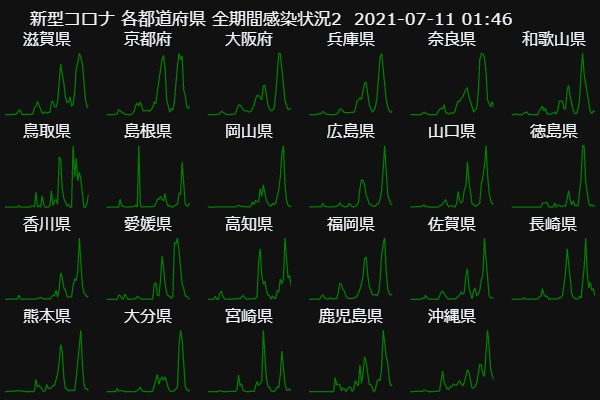 新型コロナ 各都道府県 全期間感染状況2 2021-07-11 01:46
滋賀県 京都府 大阪府 兵庫県 奈良県 和歌山県
鳥取県 島根県 岡山県 広島県 山口県 徳島県
香川県 愛媛県 高知県 福岡県 佐賀県 長崎県
熊本県 大分県 宮崎県 鹿児島県 沖縄県